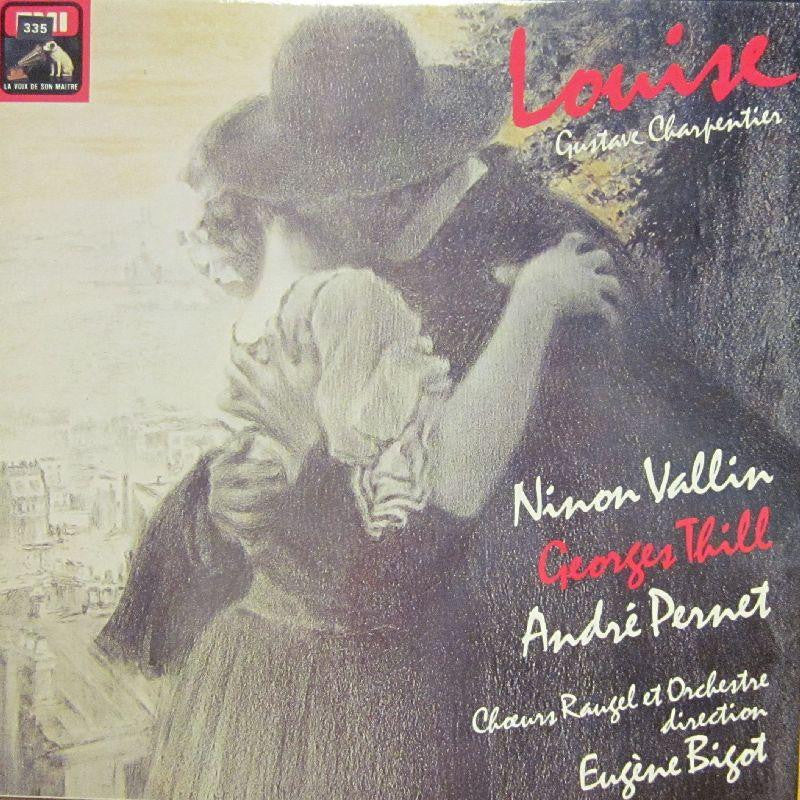 EMI
335
LA VOIX DE SON MAITRE
Louise
Gustave Charpentier
Ninon Vallin
Georges Thill
André Pernet
Chœurs Raugel et Orchestre
direction
Eugène Bigot